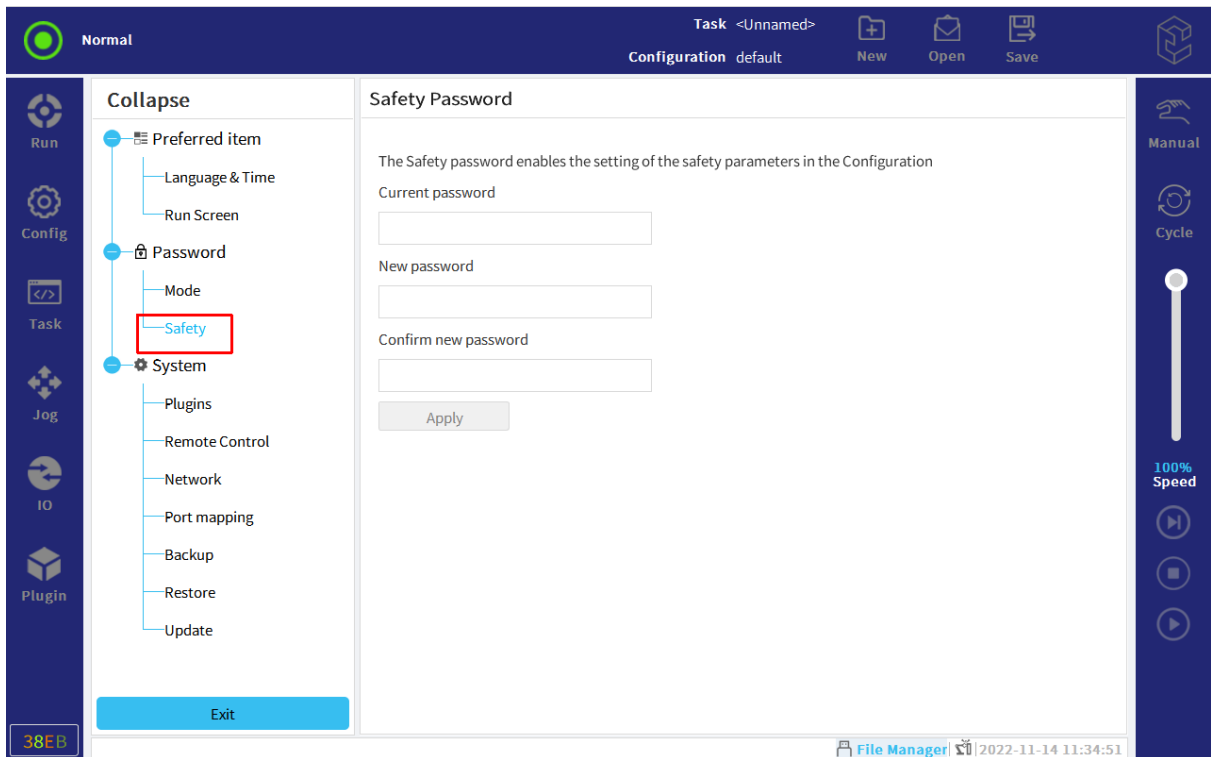 Normal
Task <Unnamed>
Configuration default
New
Open
Save
Run
Config
Task
Jog
IO
Plugin
38EB
Collapse
Preferred item
Language & Time
Run Screen
Password
Mode
Safety
System
Plugins
Remote Control
Network
Port mapping
Backup
Restore
Update
Exit
Safety Password
The Safety password enables the setting of the safety parameters in the Configuration
Current password
New password
Confirm new password
Apply
Manual
Cycle
100%
Speed
File Manager
2022-11-14 11:34:51